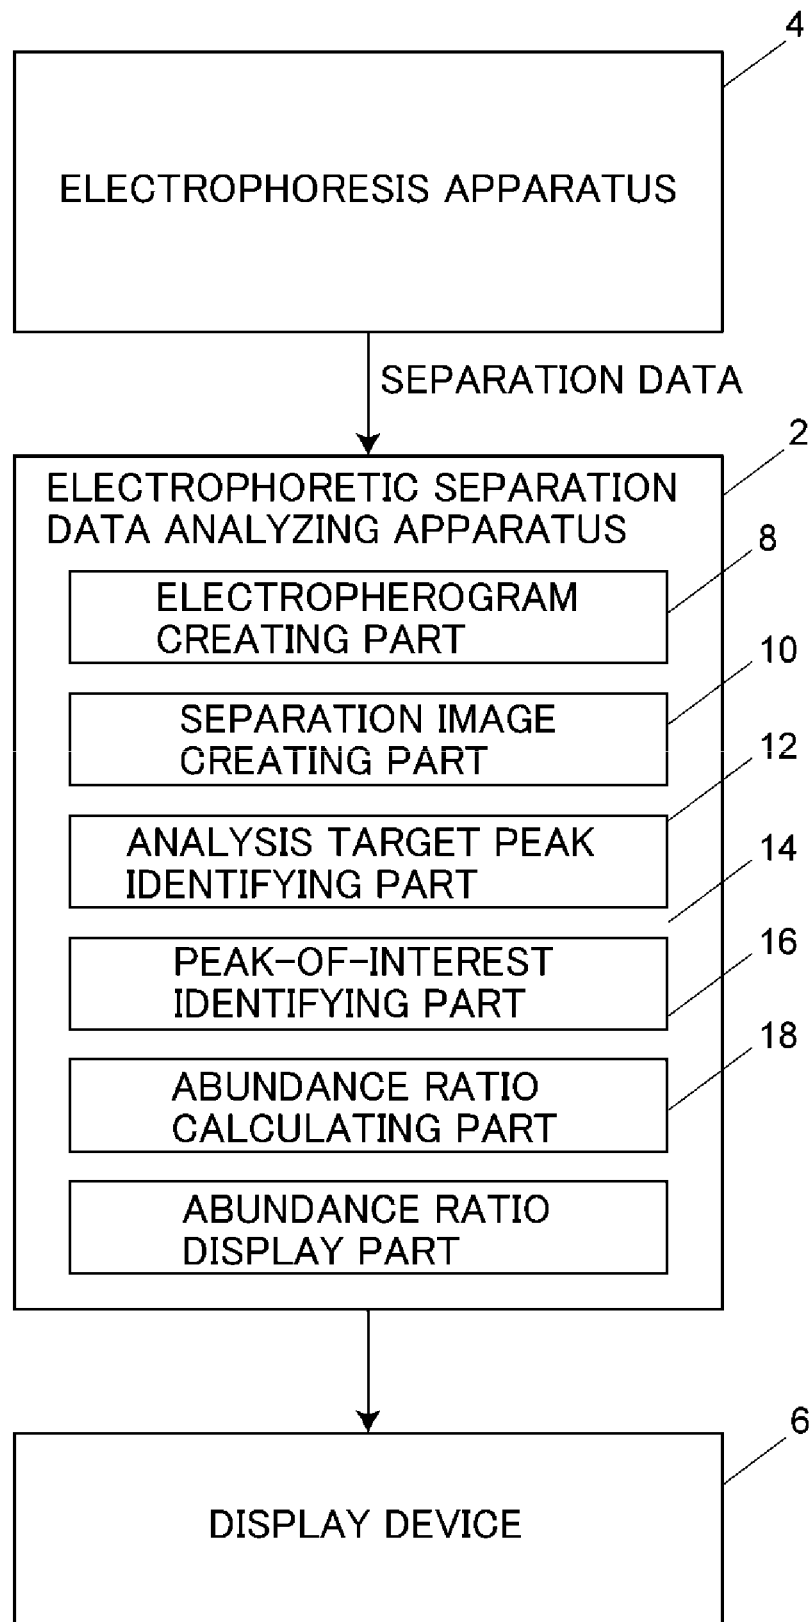 4
ELECTROPHORESIS APPARATUS
SEPARATION DATA
2
ELECTROPHORETIC SEPARATION
DATA ANALYZING APPARATUS
8
ELECTROPHEROGRAM
CREATING PART
10
SEPARATION IMAGE
CREATING PART
12
ANALYSIS TARGET PEAK
IDENTIFYING PART
14
PEAK-OF-INTEREST
IDENTIFYING PART
16
18
ABUNDANCE RATIO
CALCULATING PART
ABUNDANCE RATIO
DISPLAY PART
6
DISPLAY DEVICE